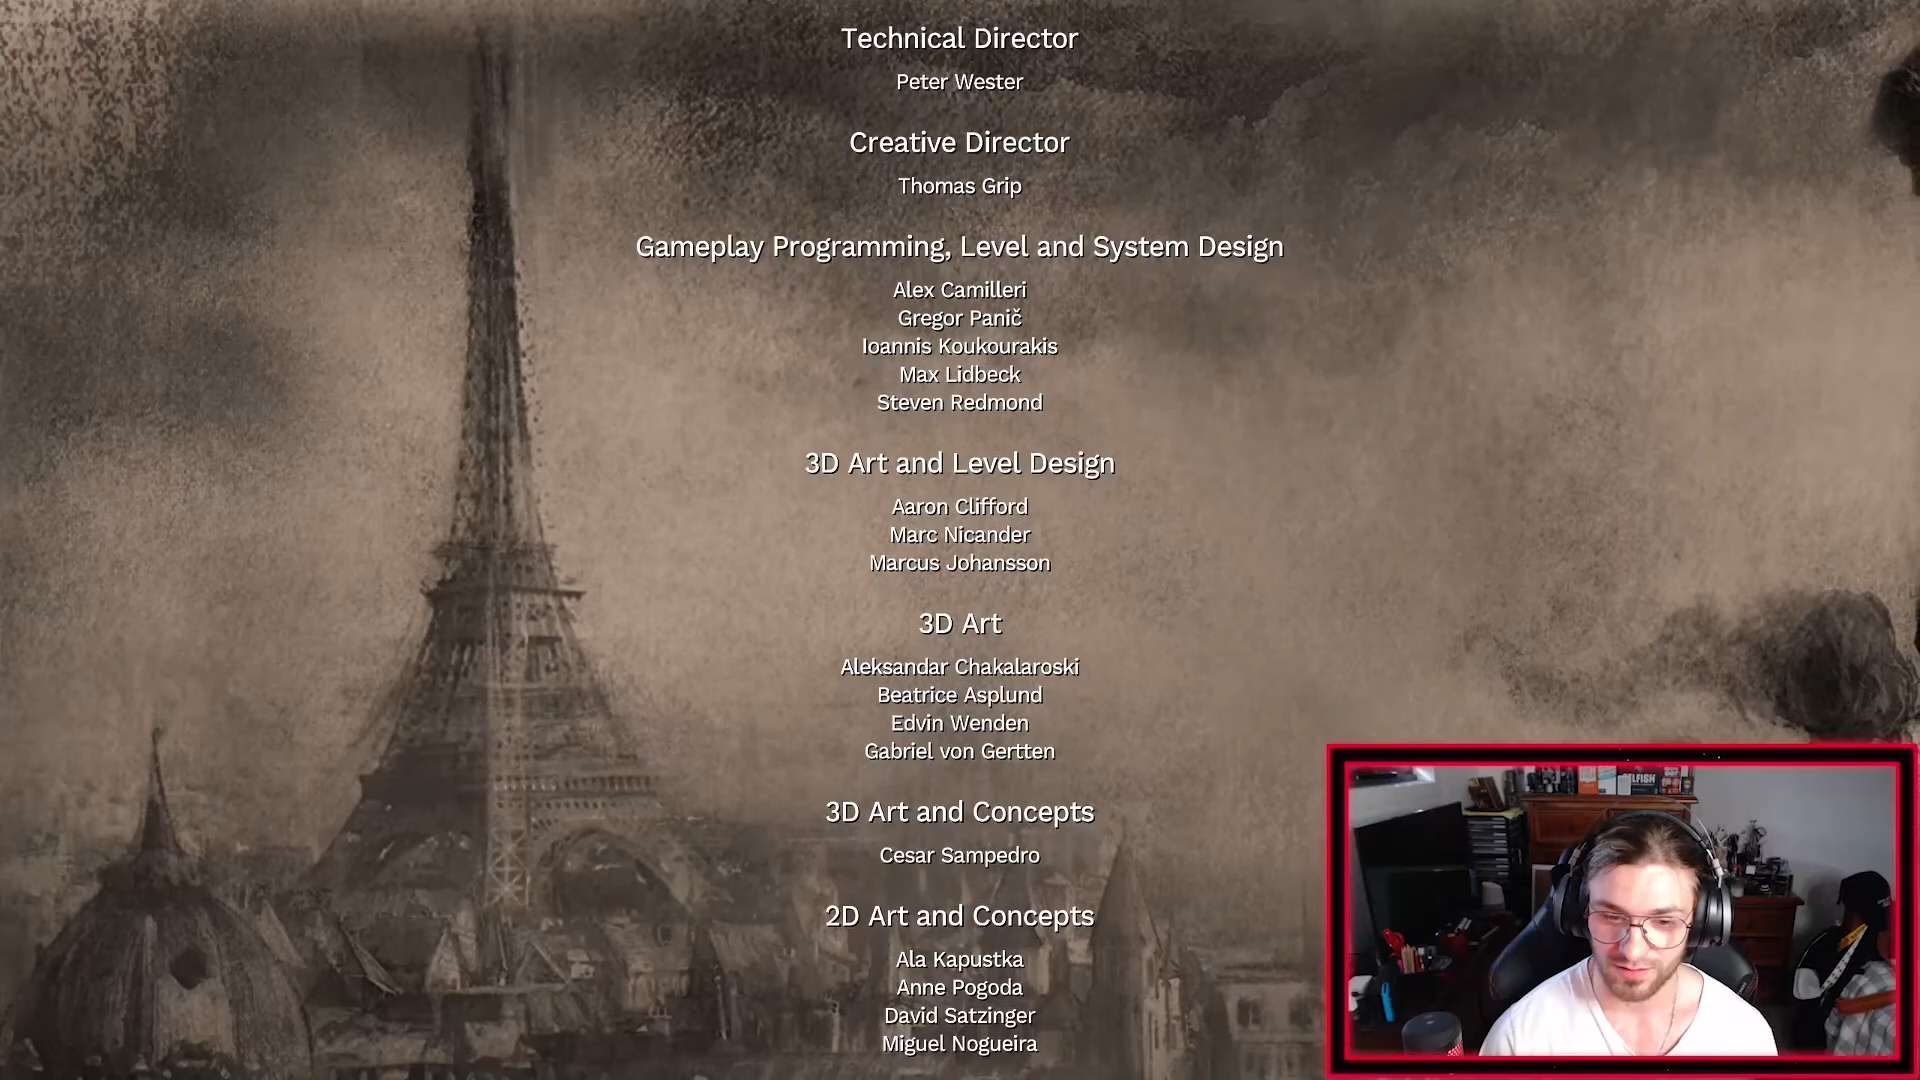 Technical Director
Peter Wester
Creative Director
Thomas Grip
Gameplay Programming, Level and System Design
Alex Camilleri
Gregor Panič
Ioannis Koukourakis
Max Lidbeck
Steven Redmond
3D Art and Level Design
Aaron Clifford
Marc Nicander
Marcus Johansson
3D Art
Aleksandar Chakalaroski
Beatrice Asplund
Edvin Wenden
Gabriel von Gertten
3D Art and Concepts
Cesar Sampedro
2D Art and Concepts
Ala Kapustka
Anne Pogoda
David Satzinger
Miguel Nogueira
SELFISH